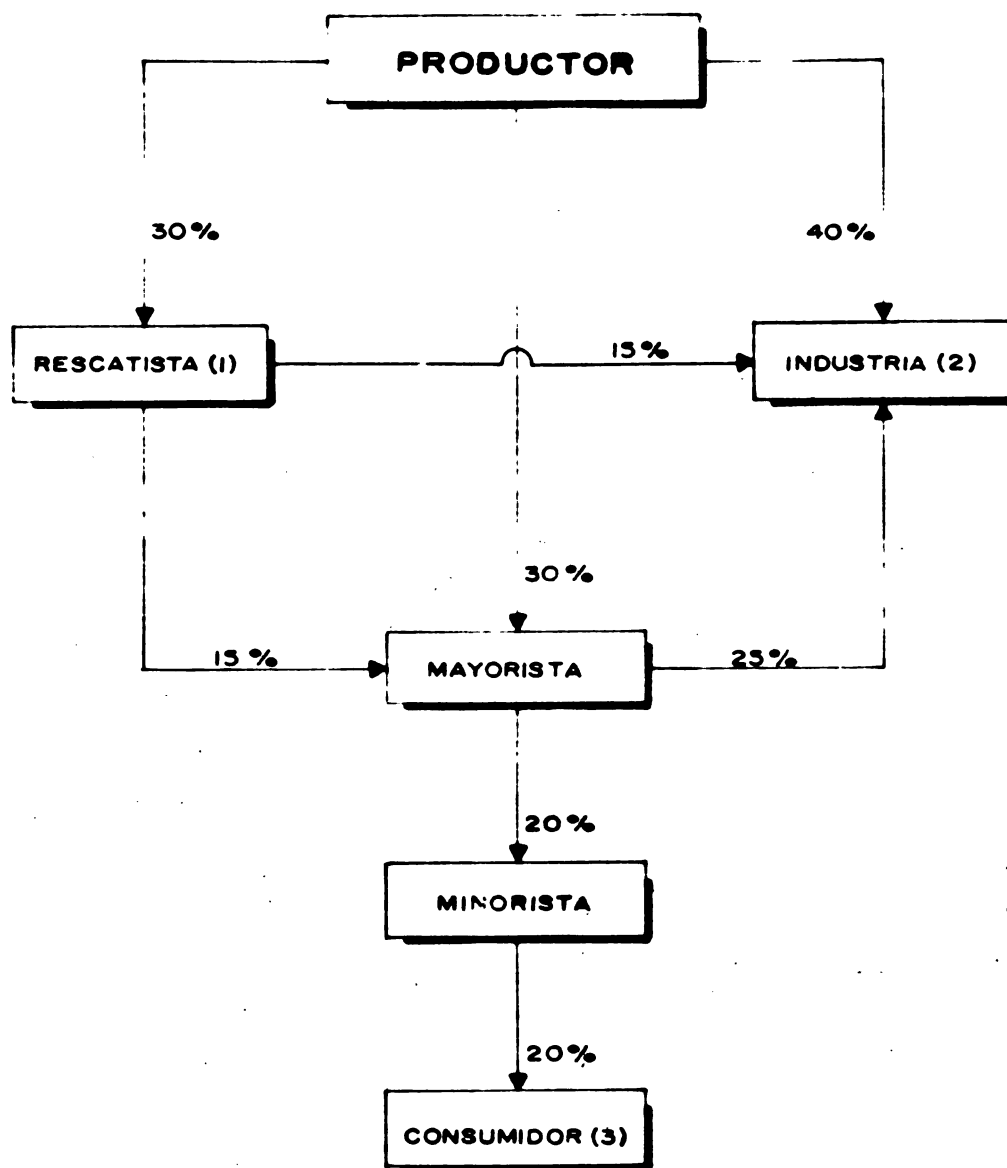 PRODUCTOR
30%
40%
RESCATISTA (1)
15%
INDUSTRIA (2)
30%
15%
MAYORISTA
25%
20%
MINORISTA
20%
CONSUMIDOR (3)